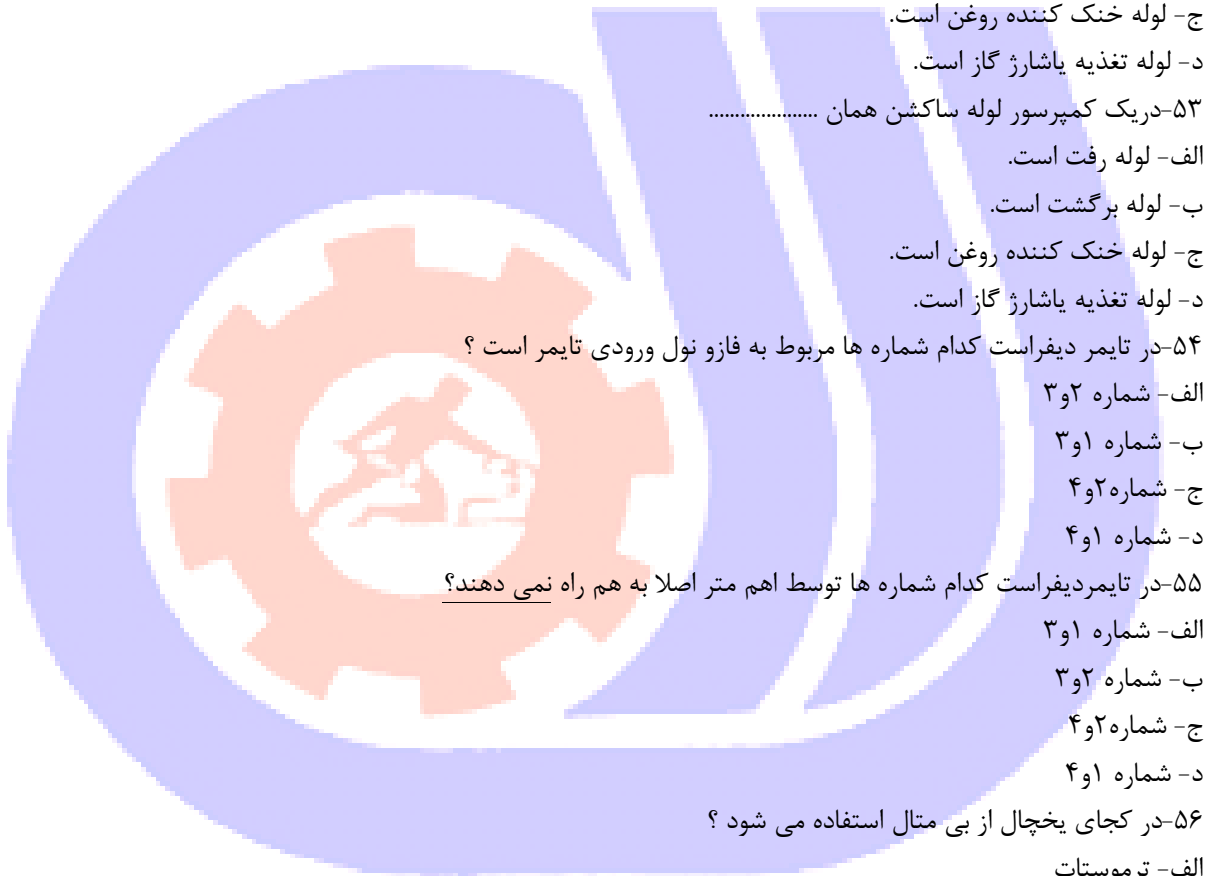 ج- لوله خنک کننده روغن است.
د- لوله تغذیه یاشارژ گاز است.
۵۳-دریک کمپرسور لوله ساکشن همان .....................
الف- لوله رفت است.
ب- لوله برگشت است.
ج- لوله خنک کننده روغن است.
د- لوله تغذیه یاشارژ گاز است.
۵۴-در تایمر دیفراست کدام شماره ها مربوط به فازو نول ورودی تایمر است ؟
الف- شماره ۲و۳
ب- شماره ۱و۳
ج- شماره۲و۴
د- شماره ۱و۴
۵۵-در تایمردیفراست کدام شماره ها توسط اهم متر اصلا به هم راه نمی دهند؟
الف- شماره ۱و۳
ب- شماره ۲و۳
ج- شماره۲و۴
د- شماره ۱و۴
۵۶-در کجای یخچال از بی متال استفاده می شود ؟
الف- ترموستات